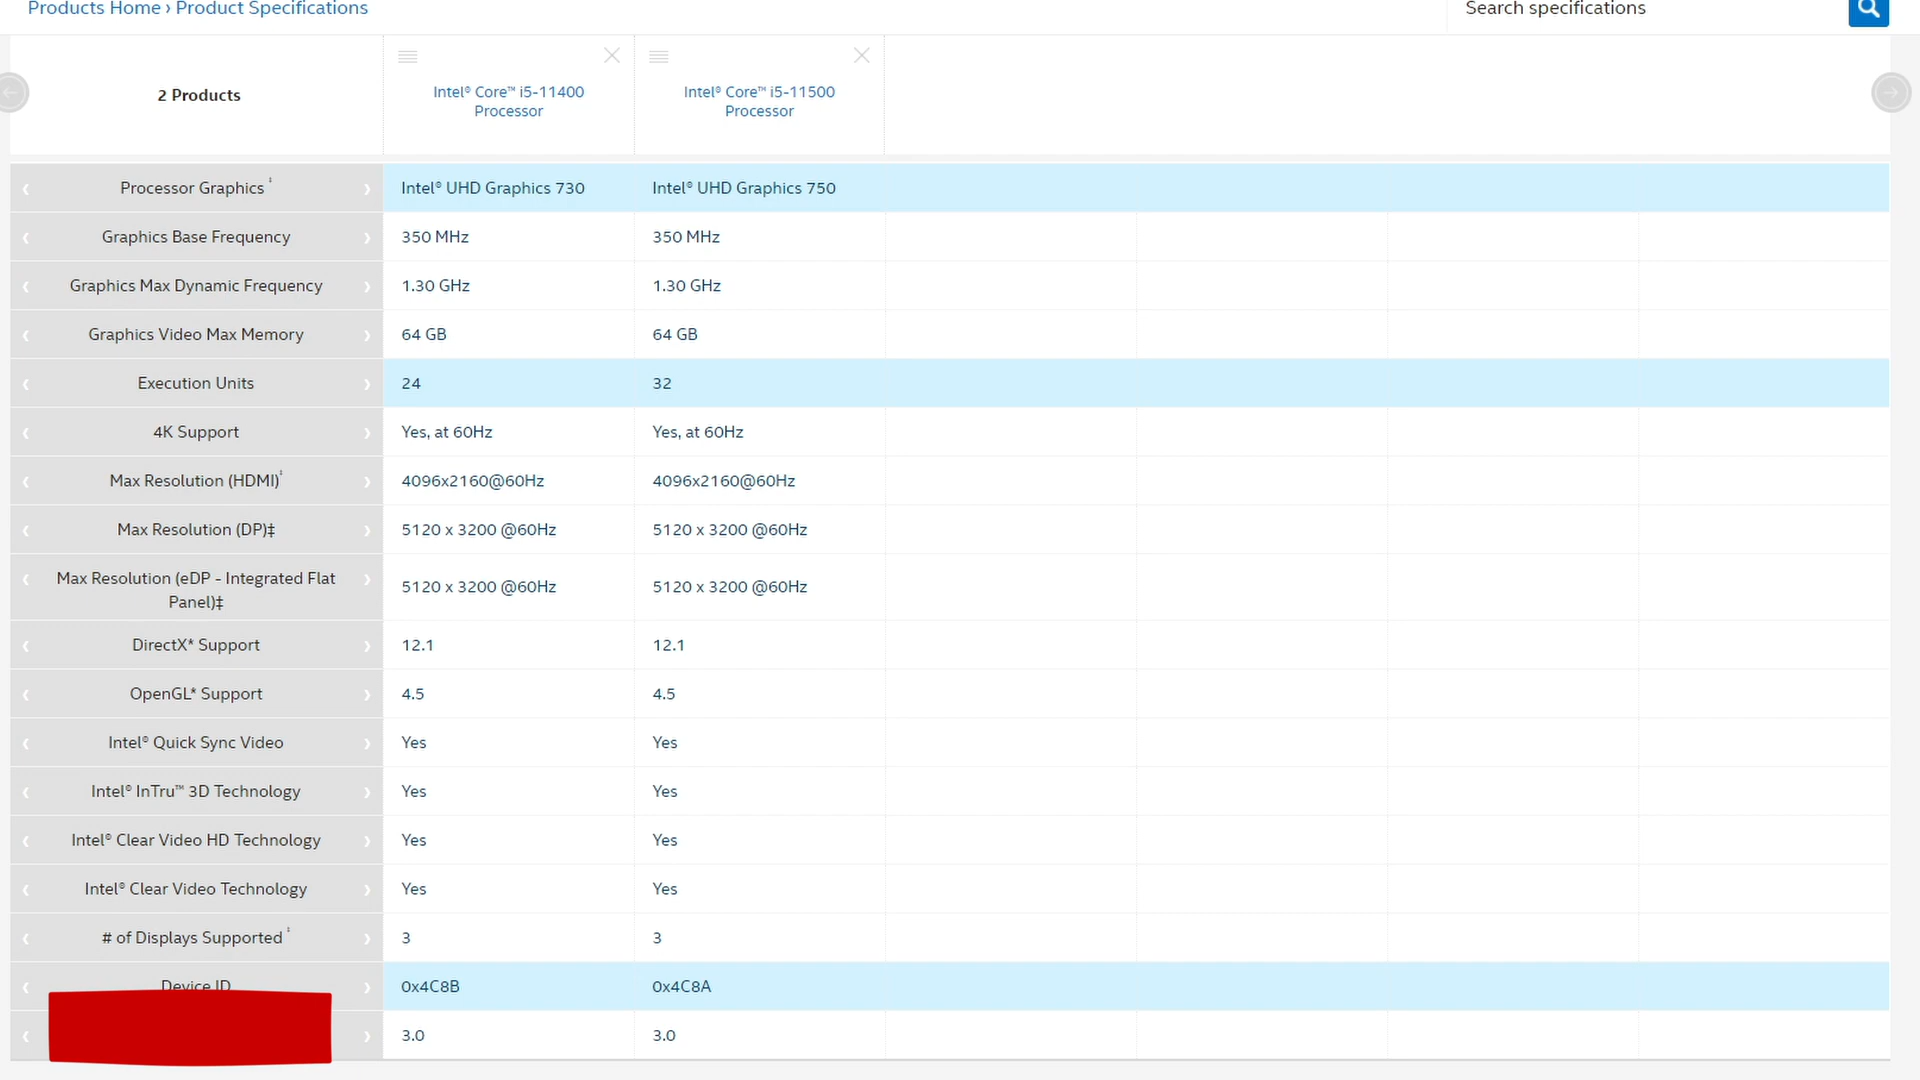 Products Home › Product Specifications
Search specifications
2 Products
Intel® Core™ i5-11400
Processor
Intel® Core™ i5-11500
Processor
Processor Graphics ‡ Intel® UHD Graphics 730 Intel® UHD Graphics 750
Graphics Base Frequency 350 MHz 350 MHz
Graphics Max Dynamic Frequency 1.30 GHz 1.30 GHz
Graphics Video Max Memory 64 GB 64 GB
Execution Units 24 32
4K Support Yes, at 60Hz Yes, at 60Hz
Max Resolution (HDMI)‡ 4096x2160@60Hz 4096x2160@60Hz
Max Resolution (DP)‡ 5120 x 3200 @60Hz 5120 x 3200 @60Hz
Max Resolution (eDP - Integrated Flat
Panel)‡ 5120 x 3200 @60Hz 5120 x 3200 @60Hz
DirectX* Support 12.1 12.1
OpenGL* Support 4.5 4.5
Intel® Quick Sync Video Yes Yes
Intel® InTru™ 3D Technology Yes Yes
Intel® Clear Video HD Technology Yes Yes
Intel® Clear Video Technology Yes Yes
# of Displays Supported ‡ 3 3
Device ID 0x4C8B 0x4C8A
3.0 3.0